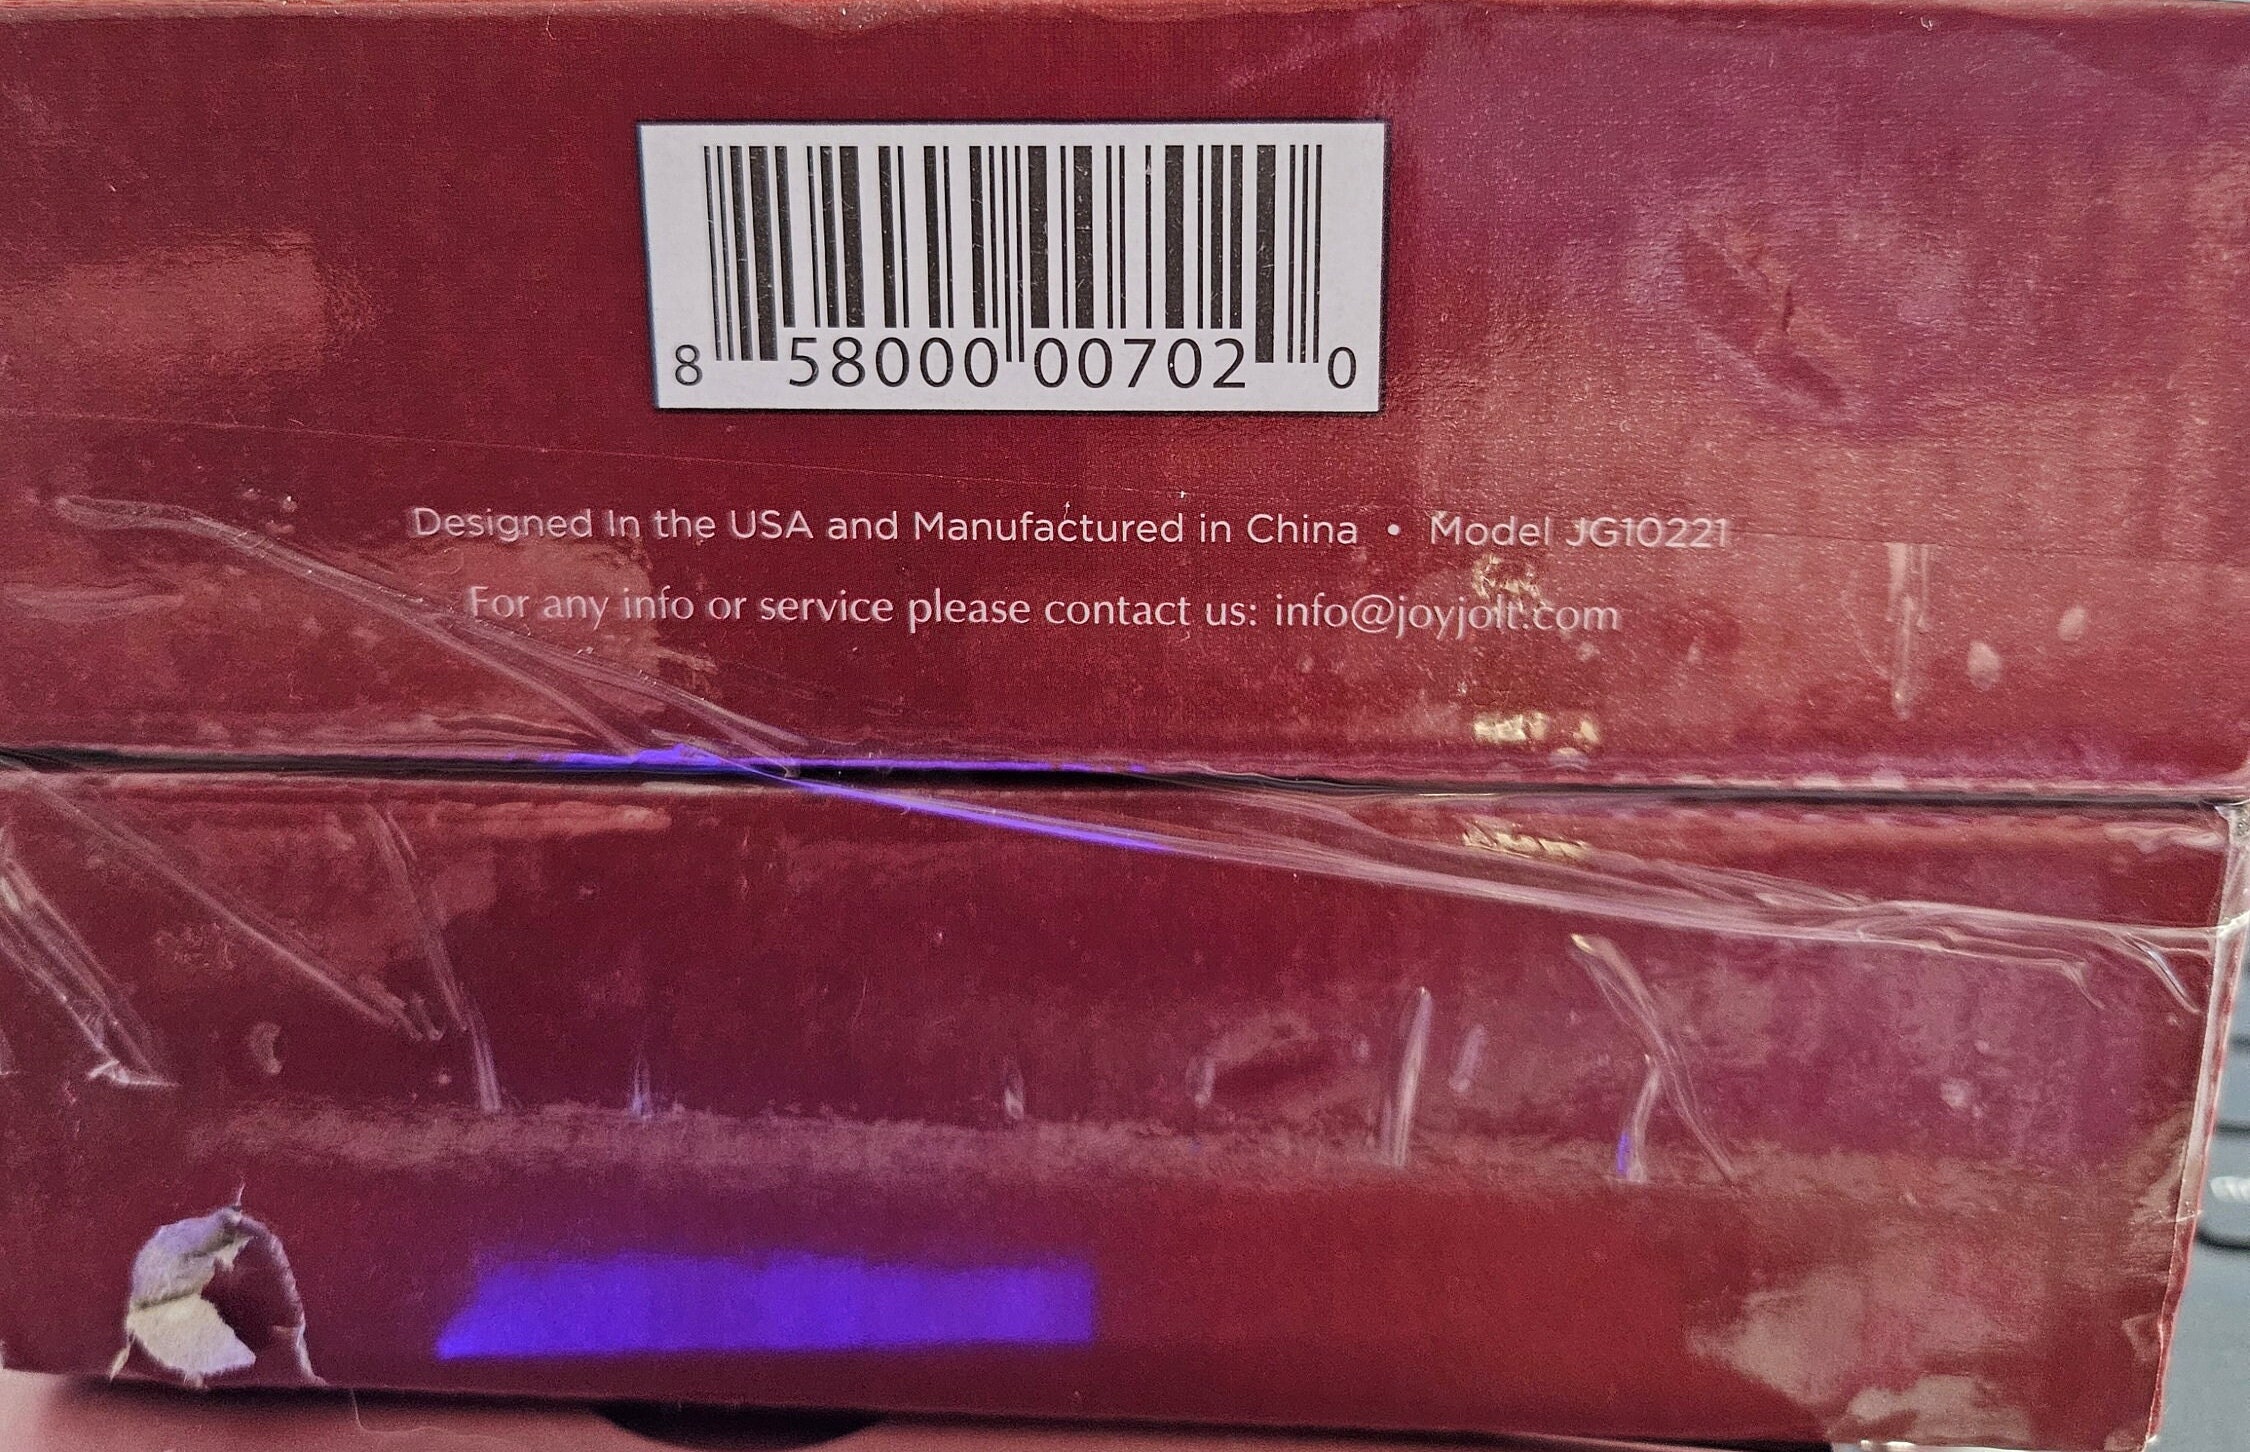 8 58000 00702 0
Designed In the USA and Manufactured in China • Model JG10221
For any info or service please contact us: info@joyjolt.com